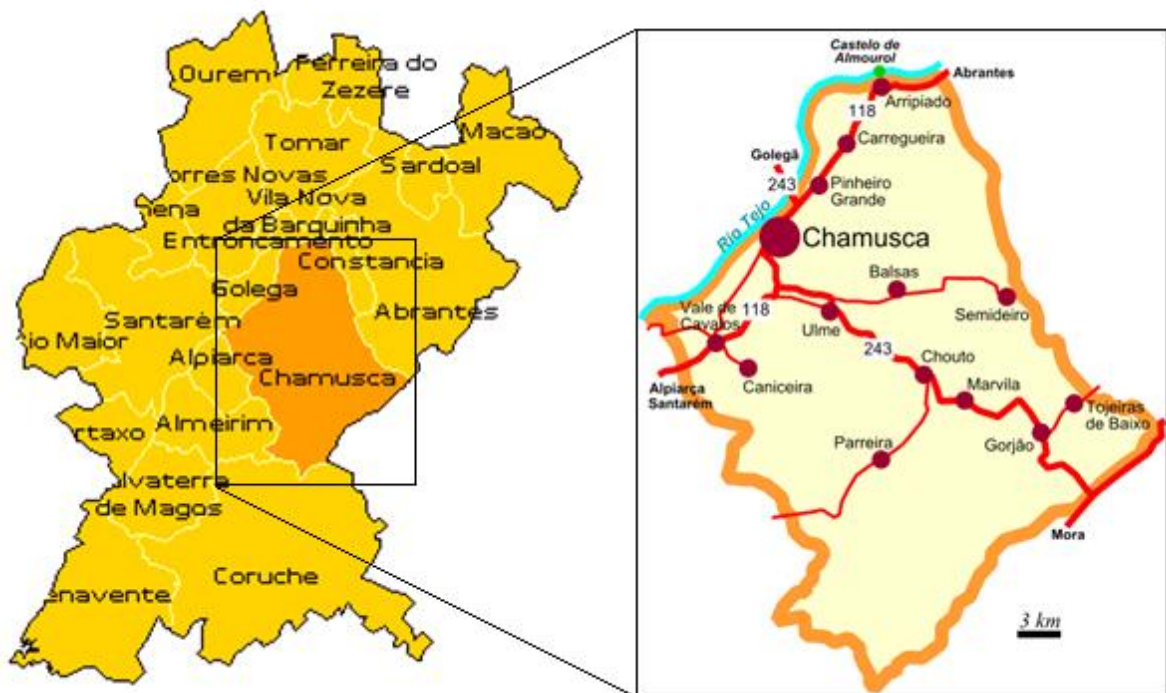 Ourem
Ferreira do
Zezere
Macao
Tomar
Sardoal
orres Novas
Vila Nova
da Barquinha
ena
Entroncamento
Constancia
Golega
Abrantes
Santarém
io Maior
Alpiarca
Chamusca
Almeirim
rtaxo
lvaterra
de Magos
Coruche
enavente
Castelo de
Almourol
Abrantes
Arripiado
118
Carregueira
Golegã
243
Pinheiro
Grande
Rio Tejo
Chamusca
Balsas
Semideiro
Vale de
Cavalos
118
Ulme
243
Chouto
Caniceira
Marvila
Alpiarça
Santarém
Tojeiras
de Baixo
Gorjão
Parreira
Mora
3 km